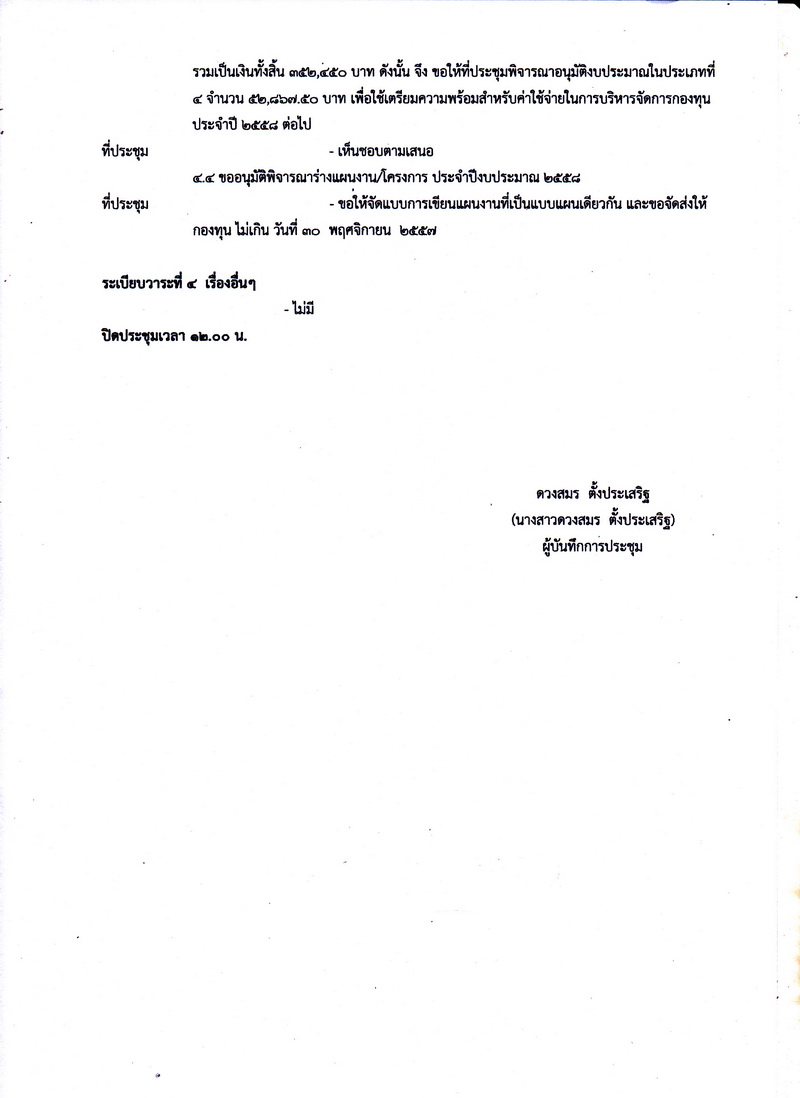 รวมเป็นเงินทั้งสิ้น ๓๕๒,๔๕๐ บาท ดังนั้น จึง ขอให้ที่ประชุมพิจารณาอนุมัติงบประมาณในประเภทที่
๔ จำนวน ๕๒,๘๖๗.๕๐ บาท เพื่อใช้เตรียมความพร้อมสำหรับค่าใช้จ่ายในการบริหารจัดการกองทุน
ประจำปี ๒๕๕๘ ต่อไป
ที่ประชุม - เห็นชอบตามเสนอ
๔.๔ ขออนุมัติพิจารณาร่างแผนงาน/โครงการ ประจำปีงบประมาณ ๒๕๕๘
ที่ประชุม - ขอให้จัดแบบการเขียนแผนงานที่เป็นแบบแผนเดียวกัน และขอจัดส่งให้
กองทุน ไม่เกิน วันที่ ๓๐ พฤศจิกายน ๒๕๕๗
ระเบียบวาระที่ ๔ เรื่องอื่นๆ
- ไม่มี
ปิดประชุมเวลา ๑๒.๐๐ น.
ดวงสมร ตั้งประเสริฐ
(นางสาวดวงสมร ตั้งประเสริฐ)
ผู้บันทึกการประชุม